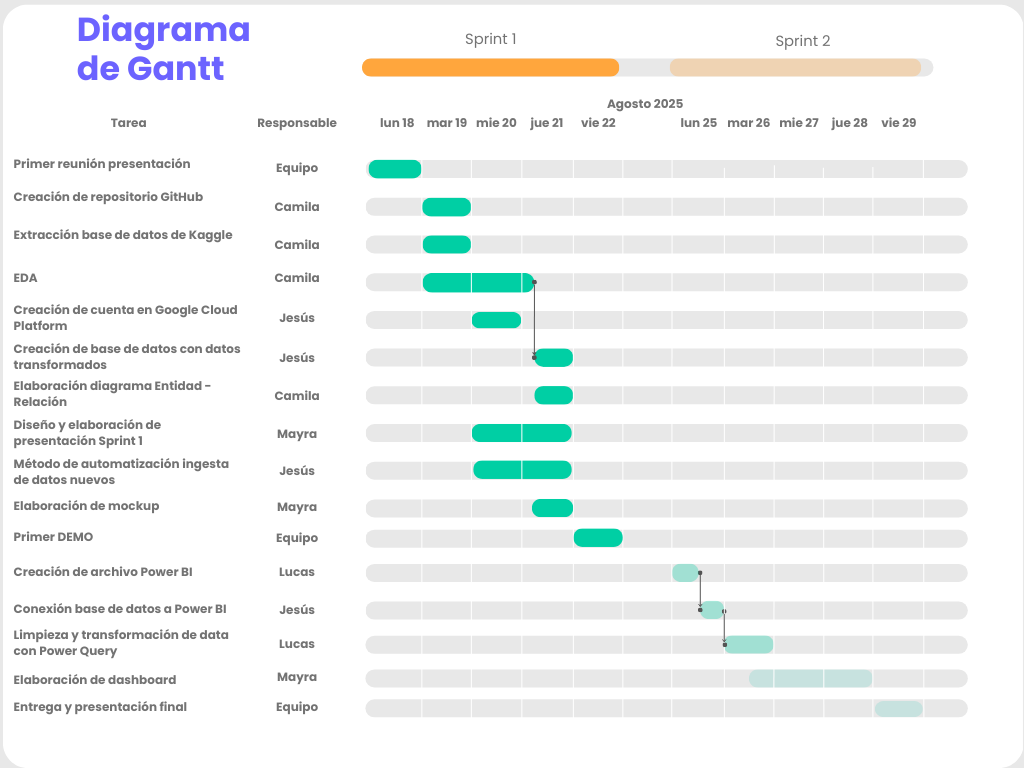 Diagrama
de Gantt
Sprint 1
Sprint 2
Agosto 2025
Tarea
Responsable
lun 18
mar 19
mie 20
jue 21
vie 22
lun 25
mar 26
mie 27
jue 28
vie 29
Primer reunión presentación
Equipo
Creación de repositorio GitHub
Camila
Extracción base de datos de Kaggle
Camila
EDA
Camila
Creación de cuenta en Google Cloud
Platform
Jesús
Creación de base de datos con datos
transformados
Jesús
Elaboración diagrama Entidad -
Relación
Camila
Diseño y elaboración de
presentación Sprint 1
Mayra
Método de automatización ingesta
de datos nuevos
Jesús
Elaboración de mockup
Mayra
Primer DEMO
Equipo
Creación de archivo Power BI
Lucas
Conexión base de datos a Power BI
Jesús
Limpieza y transformación de data
con Power Query
Lucas
Elaboración de dashboard
Mayra
Entrega y presentación final
Equipo